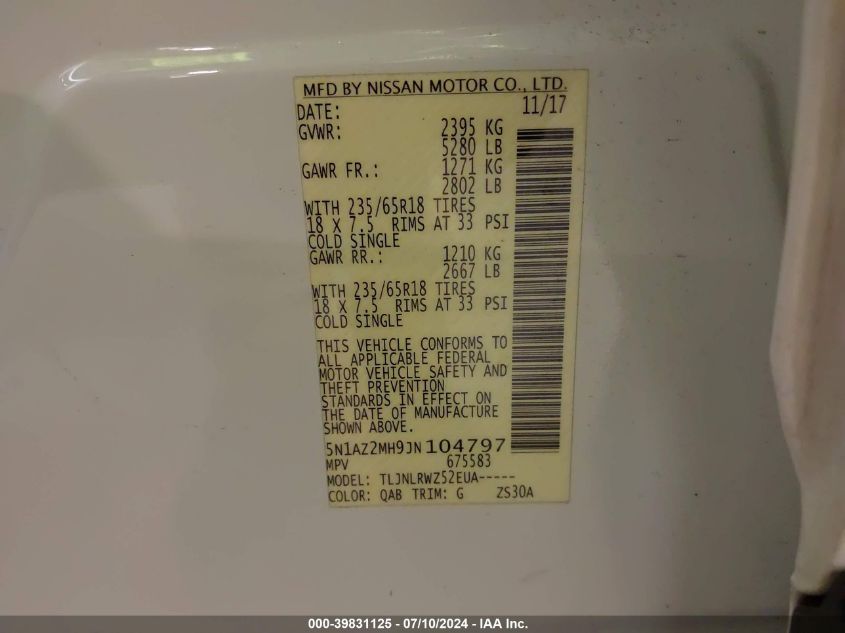 MFD BY NISSAN MOTOR CO., LTD.
DATE: 11/17
GVWR: 2395 KG
5280 LB
GAWR FR.: 1271 KG
2802 LB
WITH 235/65R18 TIRES
18 X 7.5 RIMS AT 33 PSI
COLD SINGLE
GAWR RR.: 1210 KG
2667 LB
WITH 235/65R18 TIRES
18 X 7.5 RIMS AT 33 PSI
COLD SINGLE
THIS VEHICLE CONFORMS TO
ALL APPLICABLE FEDERAL
MOTOR VEHICLE SAFETY AND
THEFT PREVENTION
STANDARDS IN EFFECT ON
THE DATE OF MANUFACTURE
SHOWN ABOVE.
5N1AZ2MH9JN104797
MPV 675583
MODEL: TLJNLRWZ52EUA-----
COLOR: QAB TRIM: G ZS30A
000-39831125 - 07/10/2024 - IAA Inc.